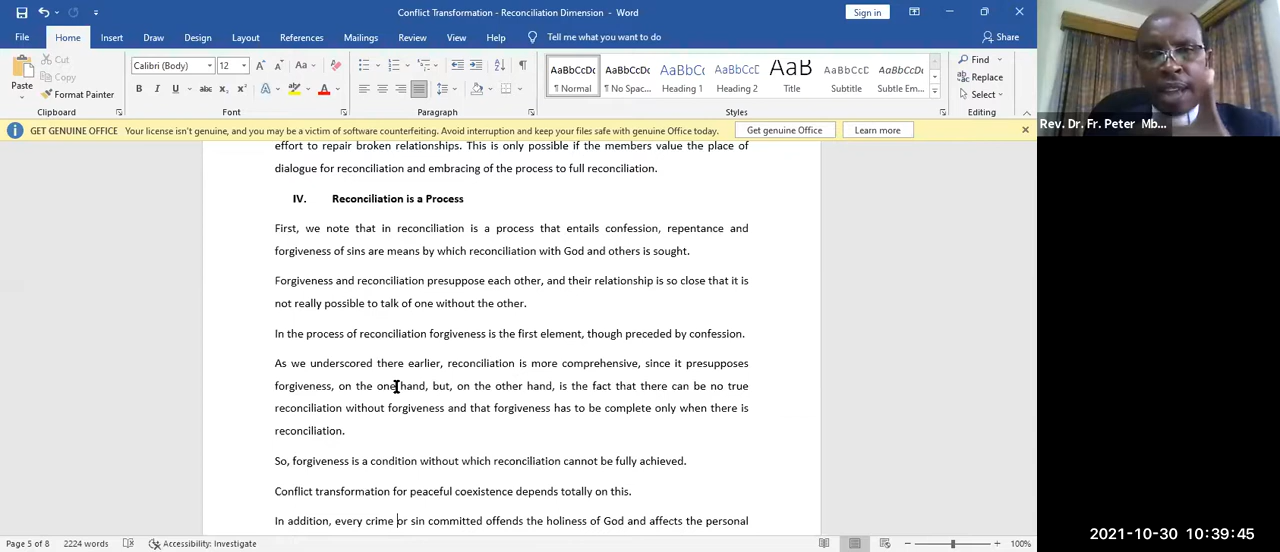 Conflict Transformation - Reconciliation Dimension - Word
Sign in
File Home Insert Draw Design Layout References Mailings Review View Help Tell me what you want to do Share
Paste
Cut
Copy
Format Painter
Calibri (Body) 12
AaBbCcDc AaBbCcDc AaBbC( AaBbCcD AaB AaBbCcD AaBbCcDc
¶ Normal ¶ No Spac... Heading 1 Heading 2 Title Subtitle Subtle Em...
Find
Replace
Select
Clipboard Font Paragraph Styles Editing
GET GENUINE OFFICE Your license isn't genuine, and you may be a victim of software counterfeiting. Avoid interruption and keep your files safe with genuine Office today. Get genuine Office Learn more
effort to repair broken relationships. This is only possible if the members value the place of
dialogue for reconciliation and embracing of the process to full reconciliation.
IV. Reconciliation is a Process
First, we note that in reconciliation is a process that entails confession, repentance and
forgiveness of sins are means by which reconciliation with God and others is sought.
Forgiveness and reconciliation presuppose each other, and their relationship is so close that it is
not really possible to talk of one without the other.
In the process of reconciliation forgiveness is the first element, though preceded by confession.
As we underscored there earlier, reconciliation is more comprehensive, since it presupposes
forgiveness, on the one hand, but, on the other hand, is the fact that there can be no true
reconciliation without forgiveness and that forgiveness has to be complete only when there is
reconciliation.
So, forgiveness is a condition without which reconciliation cannot be fully achieved.
Conflict transformation for peaceful coexistence depends totally on this.
In addition, every crime or sin committed offends the holiness of God and affects the personal
Page 5 of 8 2224 words Accessibility: Investigate 100%
Rev. Dr. Fr. Peter Mb...
2021-10-30 10:39:45